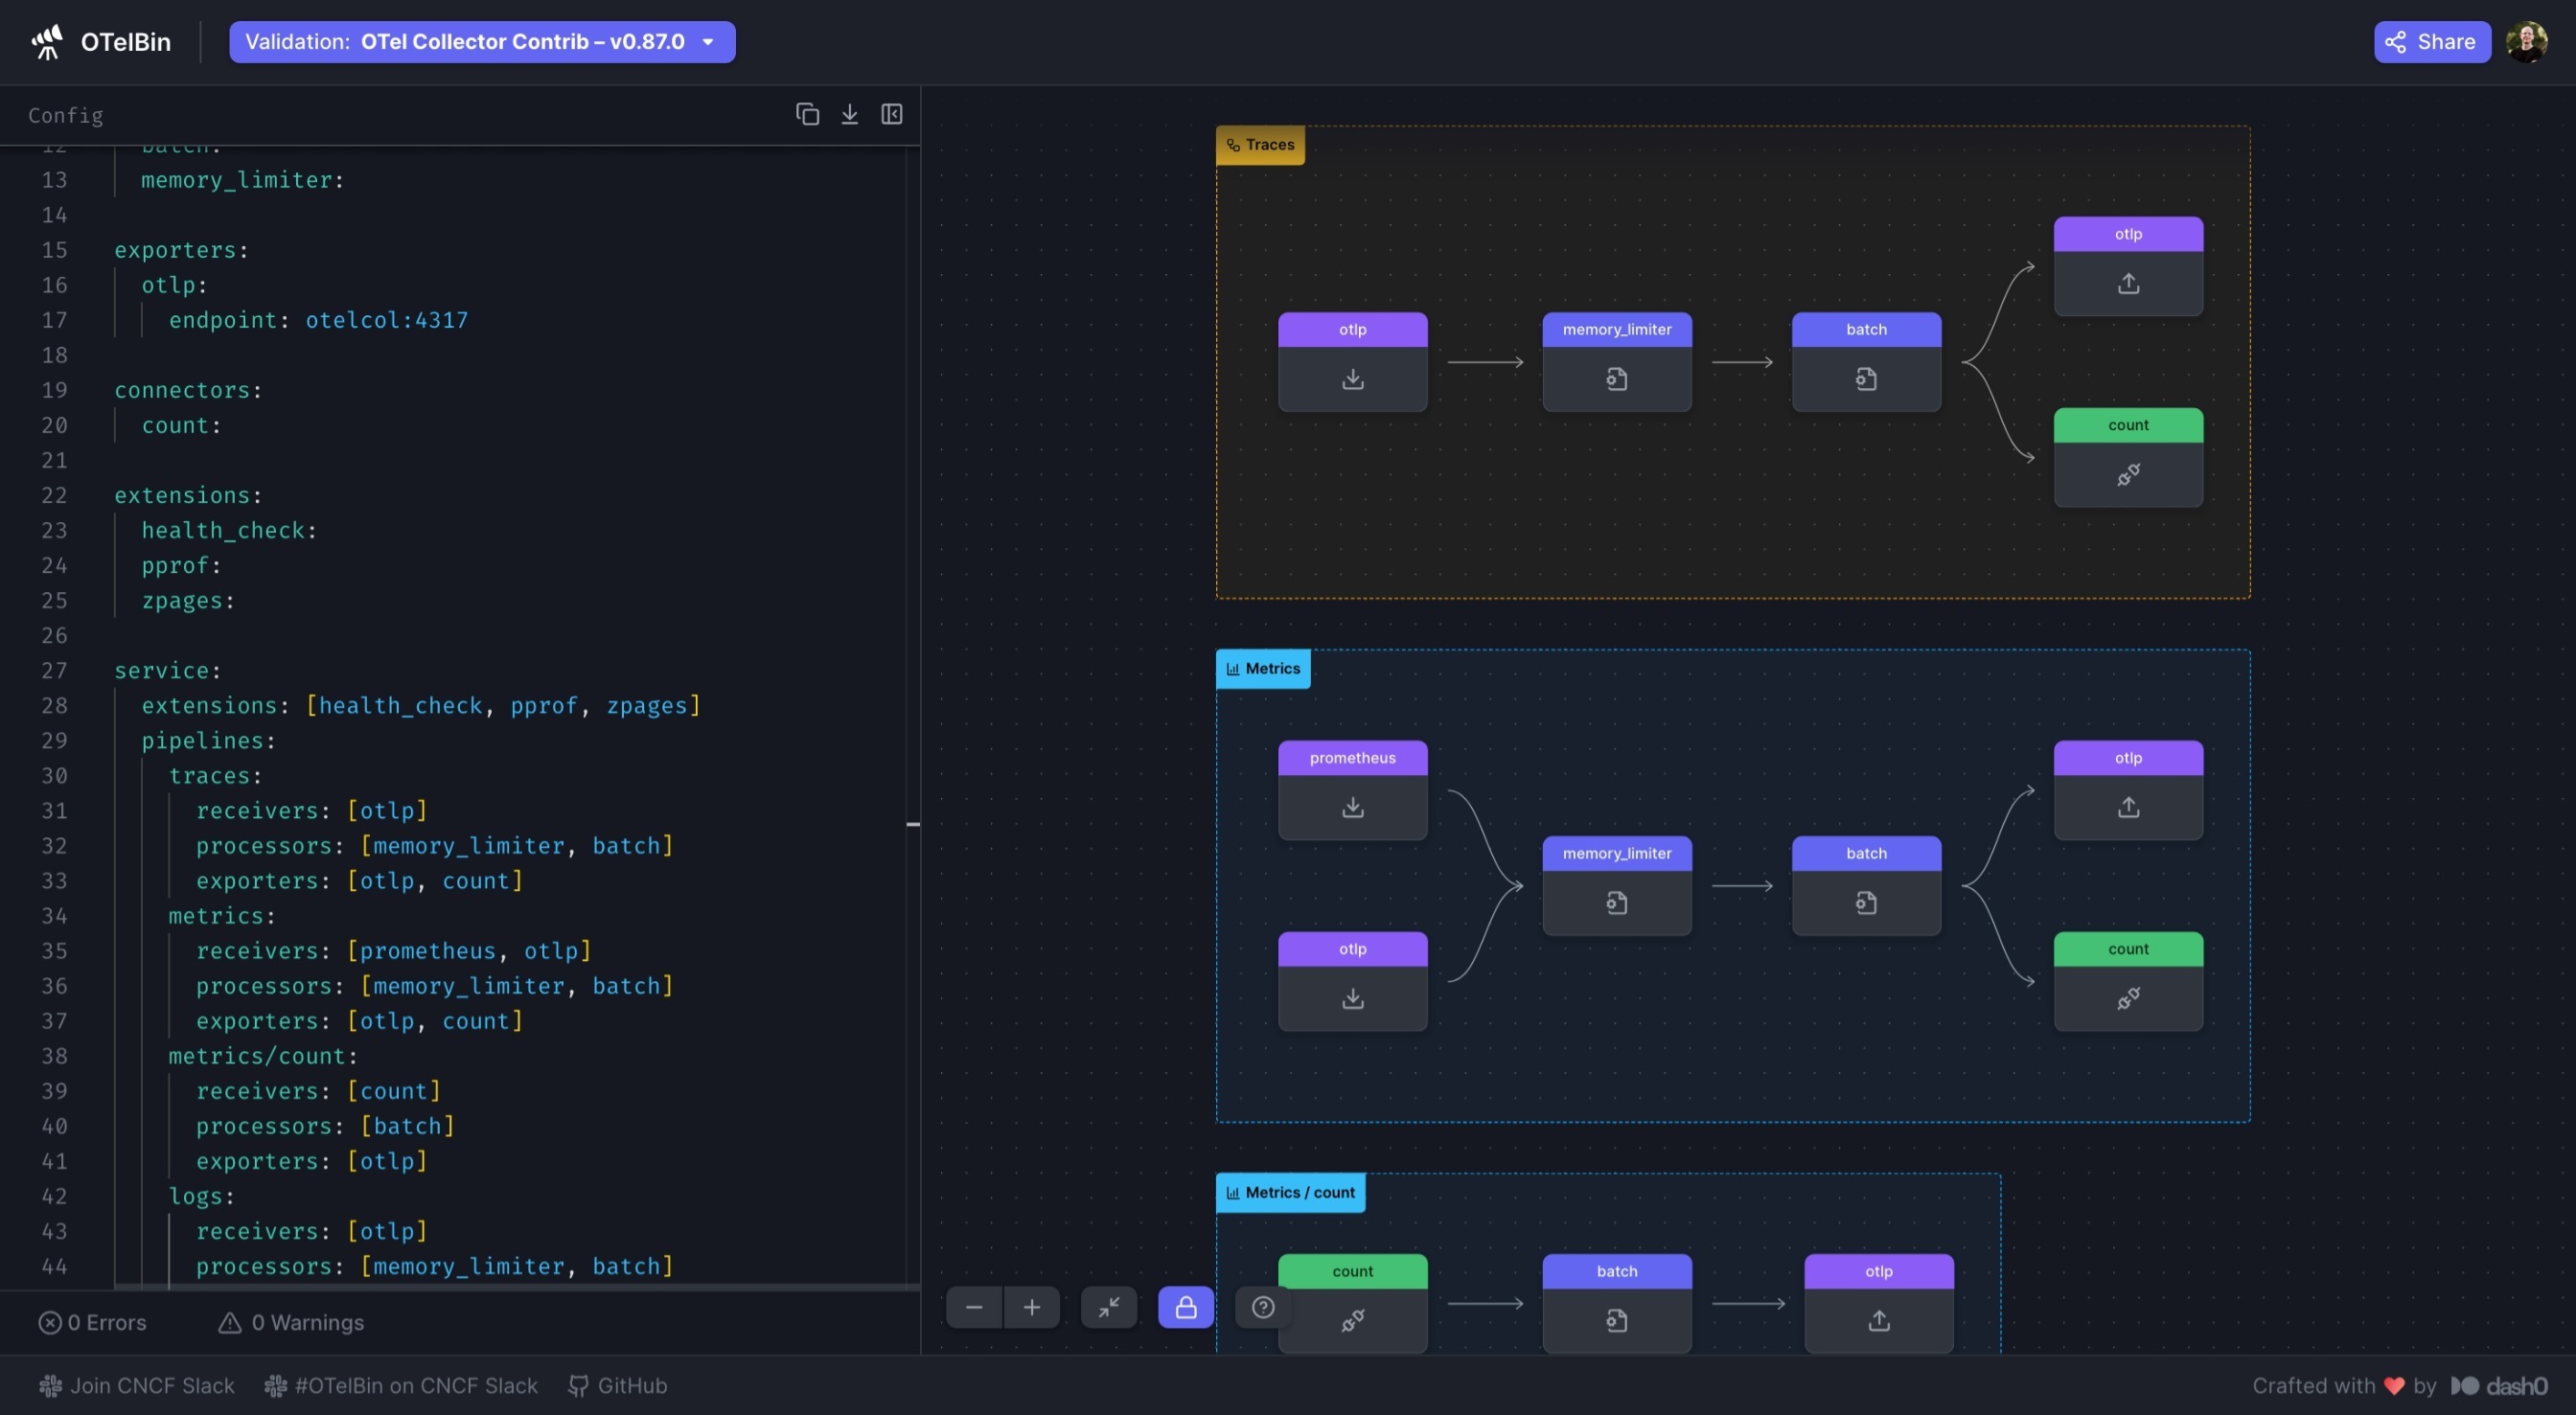 OTelBin
Validation: OTel Collector Contrib – v0.87.0
Share
Config
12 batch:
13 memory_limiter:
14
15 exporters:
16 otlp:
17 endpoint: otelcol:4317
18
19 connectors:
20 count:
21
22 extensions:
23 health_check:
24 pprof:
25 zpages:
26
27 service:
28 extensions: [health_check, pprof, zpages]
29 pipelines:
30 traces:
31 receivers: [otlp]
32 processors: [memory_limiter, batch]
33 exporters: [otlp, count]
34 metrics:
35 receivers: [prometheus, otlp]
36 processors: [memory_limiter, batch]
37 exporters: [otlp, count]
38 metrics/count:
39 receivers: [count]
40 processors: [batch]
41 exporters: [otlp]
42 logs:
43 receivers: [otlp]
44 processors: [memory_limiter, batch]
0 Errors
0 Warnings
Traces
otlp
otlp
memory_limiter
batch
count
Metrics
prometheus
otlp
memory_limiter
batch
otlp
count
Metrics / count
count
batch
otlp
Join CNCF Slack
#OTelBin on CNCF Slack
GitHub
Crafted with ❤ by dash0